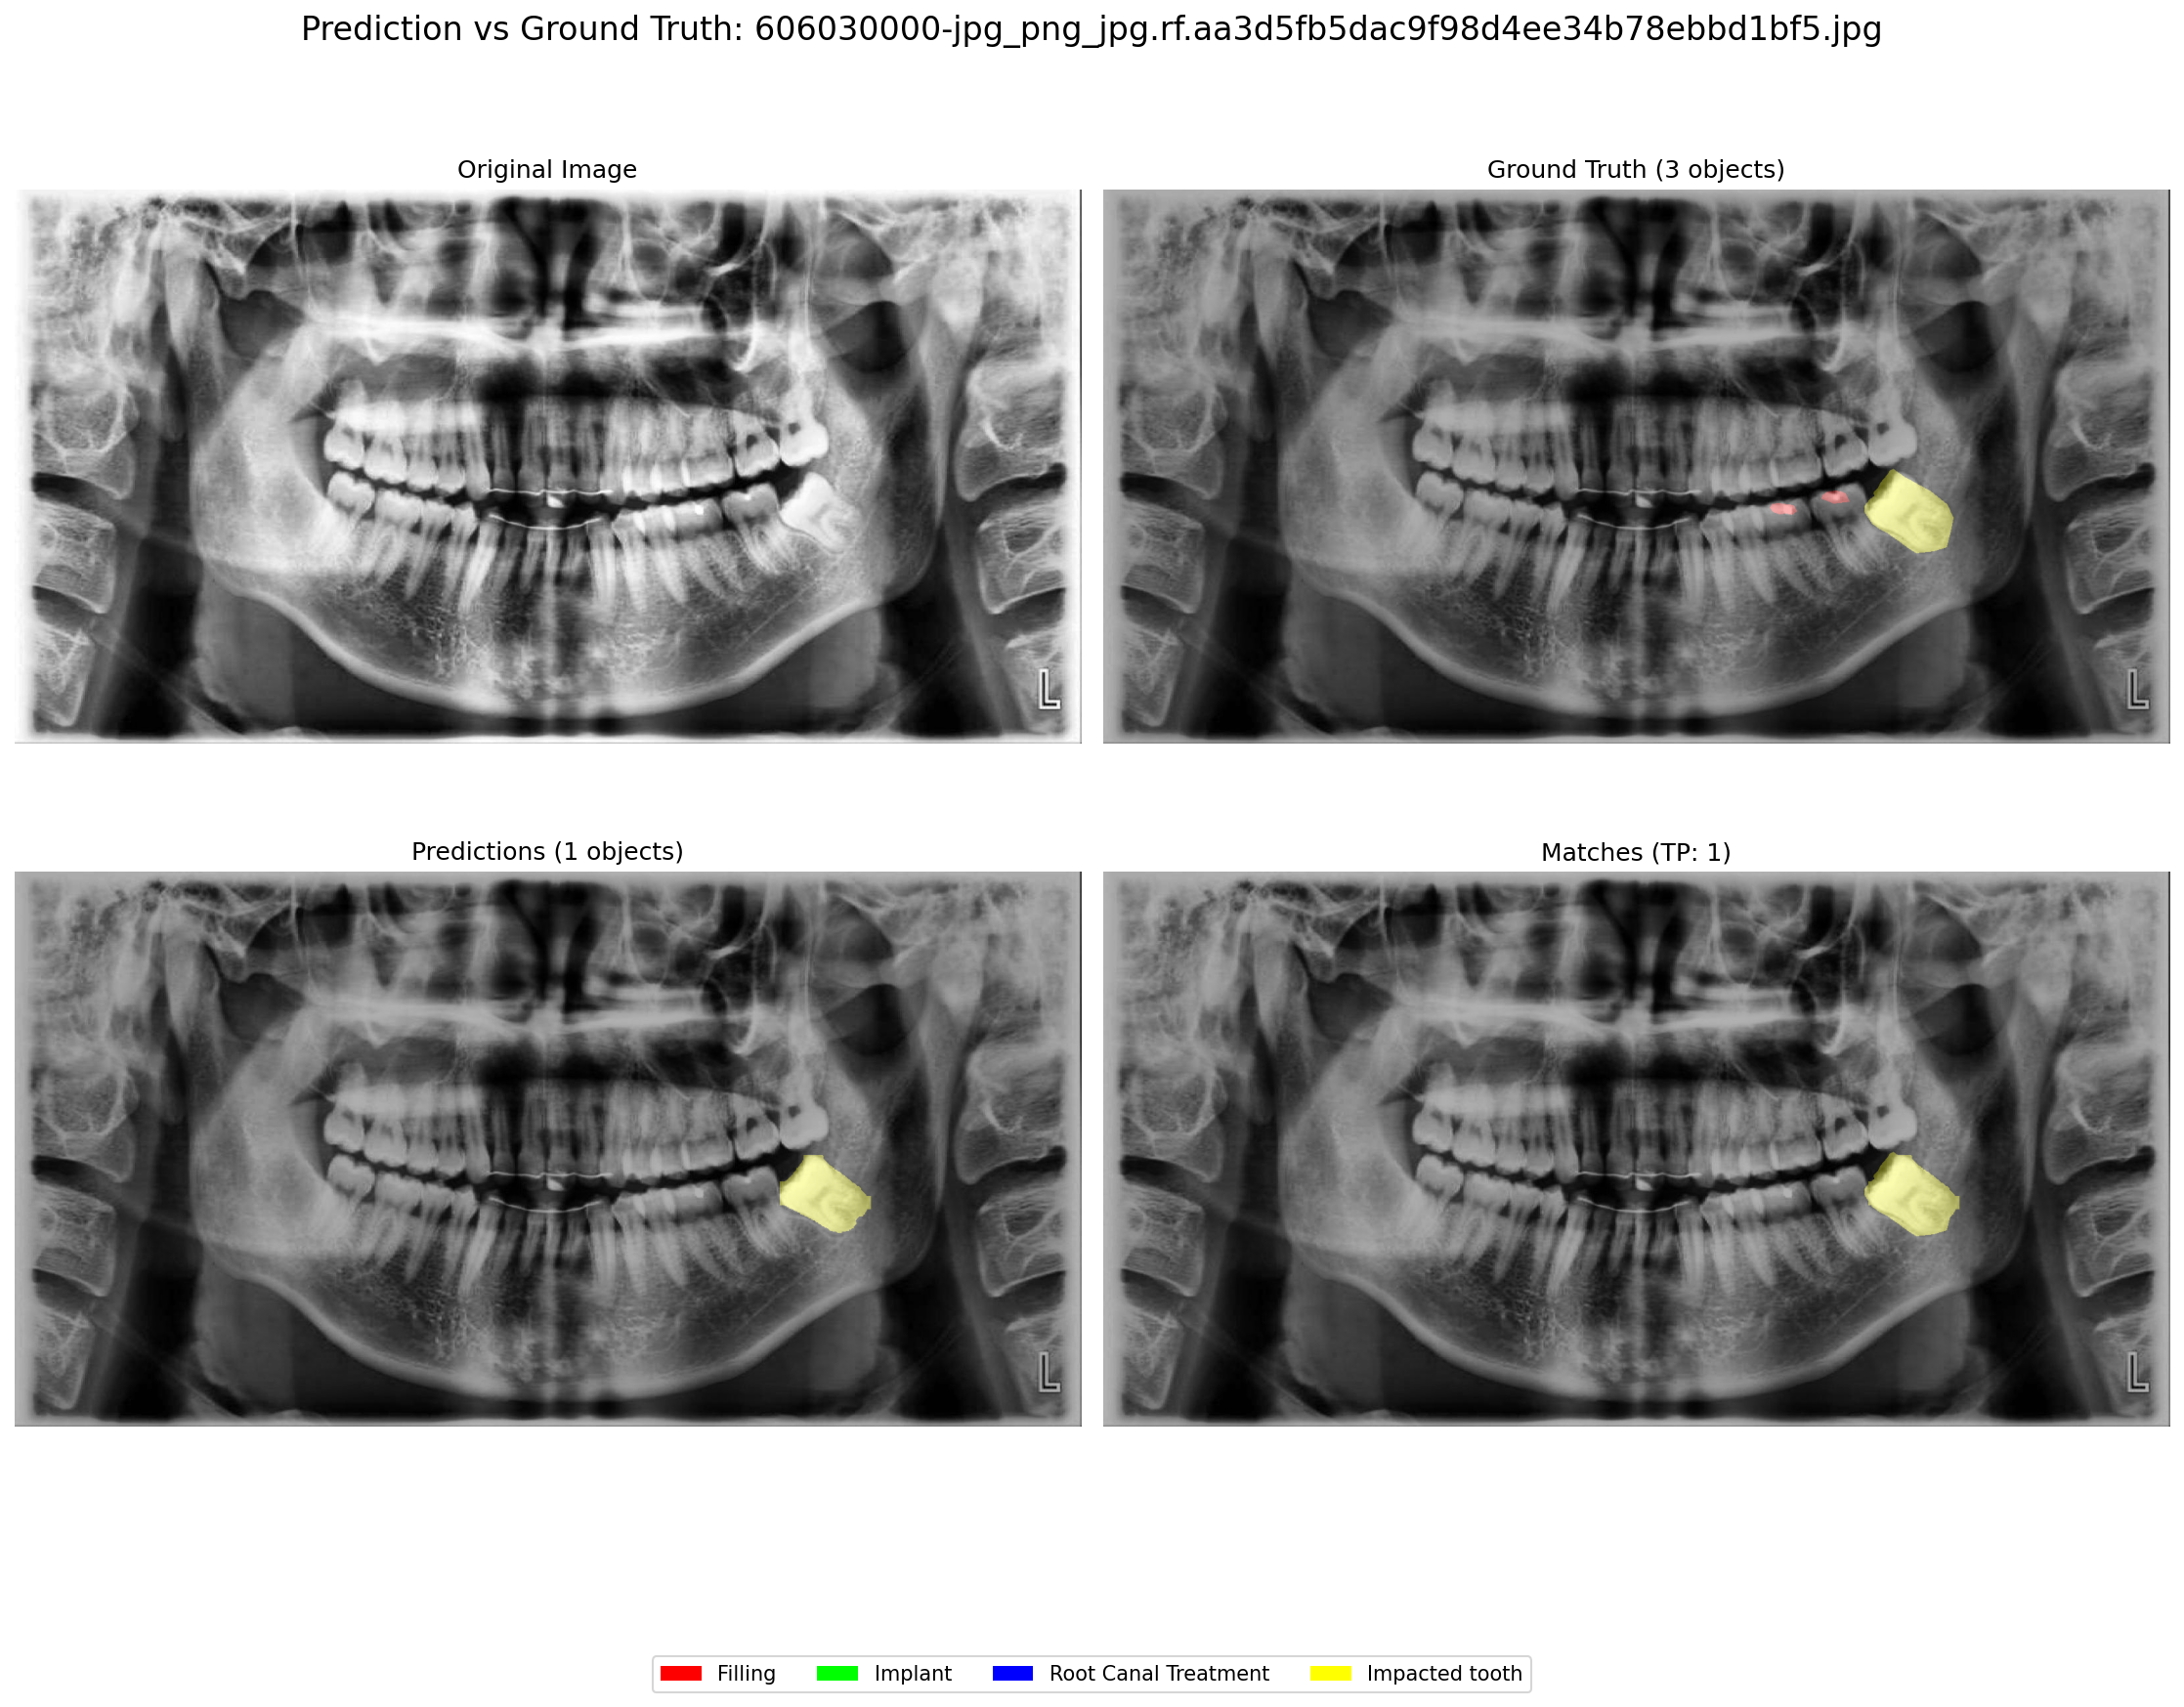 Prediction vs Ground Truth: 606030000-jpg_png_jpg.rf.aa3d5fb5dac9f98d4ee34b78ebbd1bf5.jpg
Original Image
Ground Truth (3 objects)
L
L
Predictions (1 objects)
Matches (TP: 1)
L
L
Filling
Implant
Root Canal Treatment
Impacted tooth